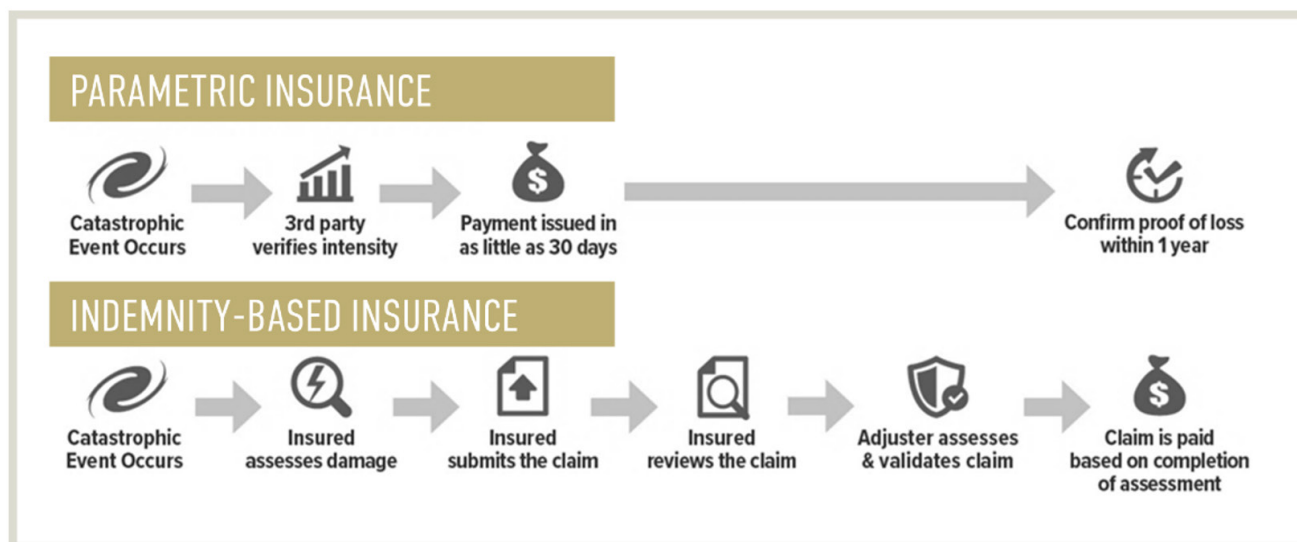 PARAMETRIC INSURANCE
Catastrophic
Event Occurs
3rd party
verifies intensity
$
Payment issued in
as little as 30 days
Confirm proof of loss
within 1 year
INDEMNITY-BASED INSURANCE
Catastrophic
Event Occurs
Insured
assesses damage
Insured
submits the claim
Insured
reviews the claim
Adjuster assesses
& validates claim
$
Claim is paid
based on completion
of assessment